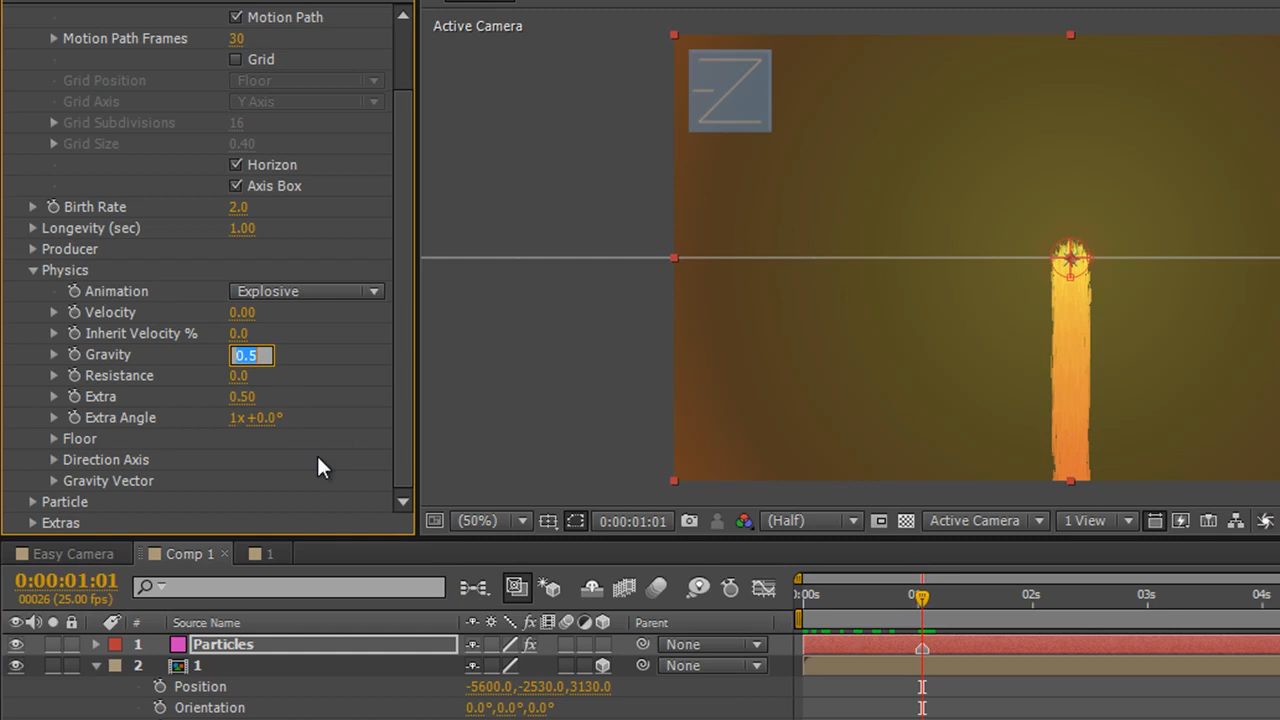 Motion Path
Motion Path Frames 30
Grid
Grid Position Floor
Grid Axis Y Axis
Grid Subdivisions 16
Grid Size 0.40
Horizon
Axis Box
Birth Rate 2.0
Longevity (sec) 1.00
Producer
Physics
Animation Explosive
Velocity 0.00
Inherit Velocity % 0.0
Gravity 0.5
Resistance 0.0
Extra 0.50
Extra Angle 1x+0.0°
Floor
Direction Axis
Gravity Vector
Particle
Extras
Active Camera
(50%) 0:00:01:01 (Half) Active Camera 1 View
Easy Camera Comp 1 × 1
0:00:01:01
00026 (25.00 fps)
# Source Name fx Parent
1 Particles fx None
2 1 None
Position -5600.0,-2530.0,3130.0
Orientation 0.0°,0.0°,0.0°
02s 03s 04s